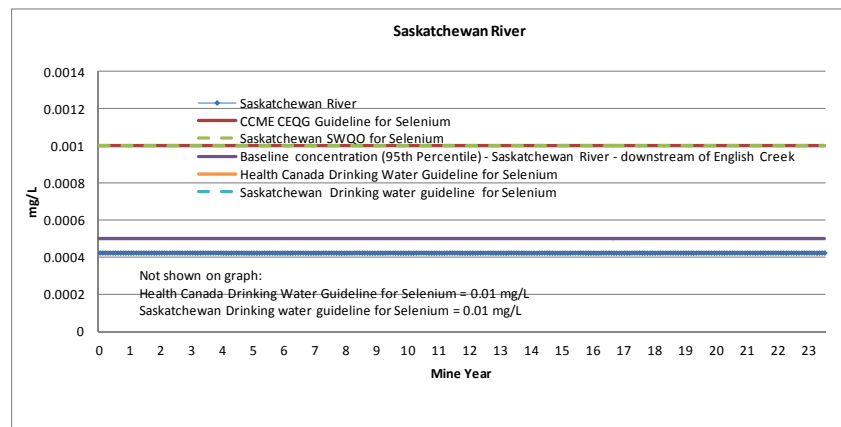 Saskatchewan River
0.0014
0.0012
0.001
0.0008
0.0006
0.0004
0.0002
0
mg/L
Saskatchewan River
CCME CEQG Guideline for Selenium
Saskatchewan SWQO for Selenium
Baseline concentration (95th Percentile) - Saskatchewan River - downstream of English Creek
Health Canada Drinking Water Guideline for Selenium
Saskatchewan Drinking water guideline for Selenium
Not shown on graph:
Health Canada Drinking Water Guideline for Selenium = 0.01 mg/L
Saskatchewan Drinking water guideline for Selenium = 0.01 mg/L
0 1 2 3 4 5 6 7 8 9 10 11 12 13 14 15 16 17 18 19 20 21 22 23
Mine Year